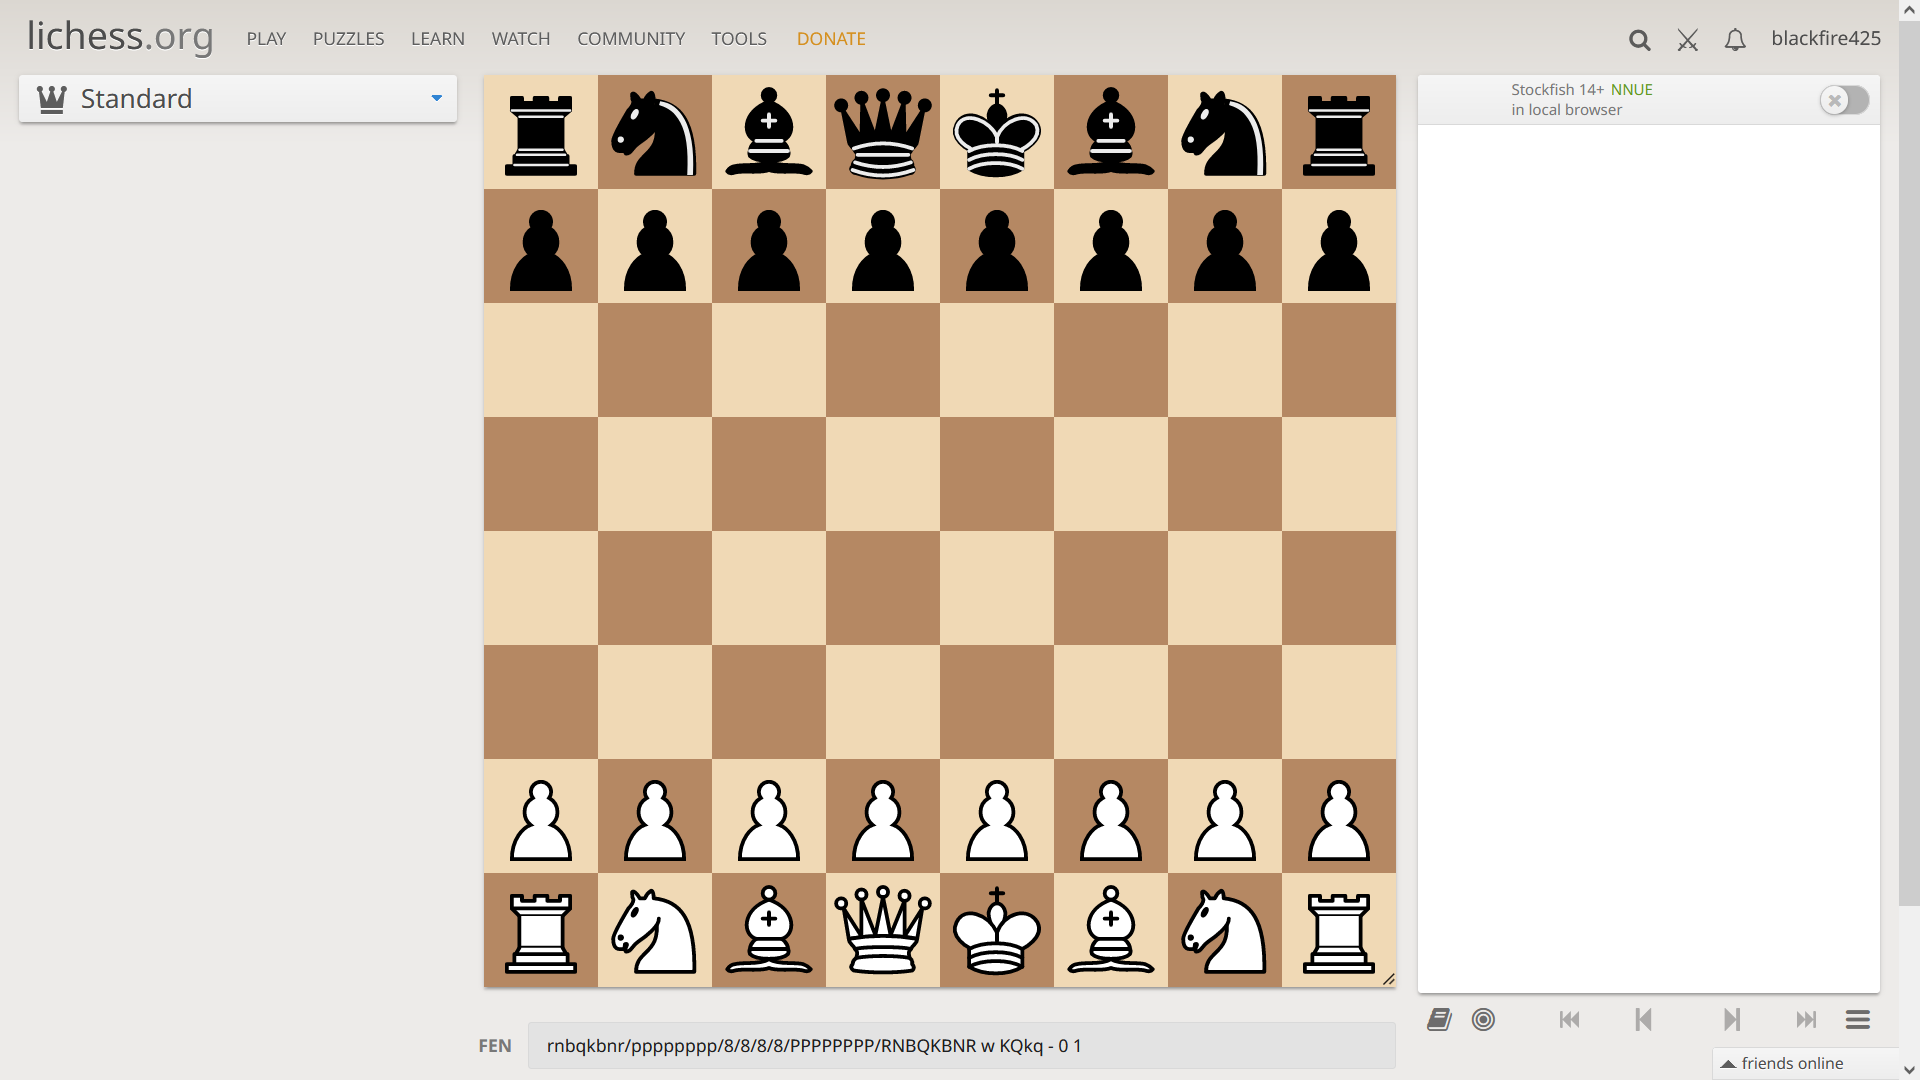 lichess.org
PLAY PUZZLES LEARN WATCH COMMUNITY TOOLS DONATE
blackfire425
Standard
Stockfish 14+ NNUE
in local browser
FEN rnbqkbnr/pppppppp/8/8/8/8/PPPPPPPP/RNBQKBNR w KQkq - 0 1
friends online